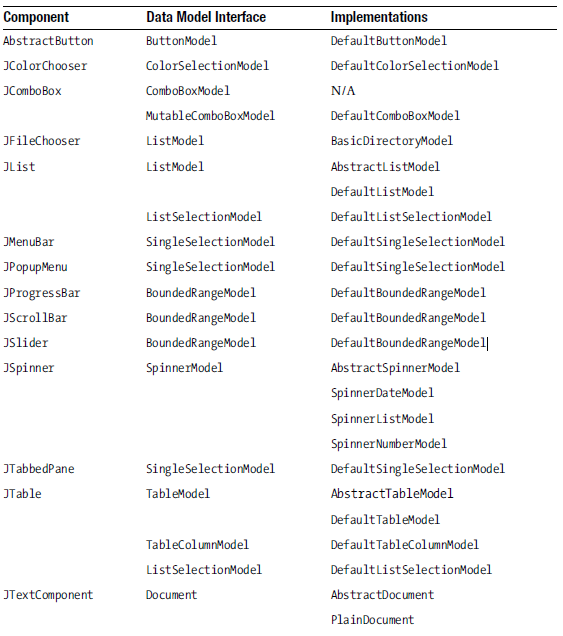 Component Data Model Interface Implementations
AbstractButton ButtonModel DefaultButtonModel
JColorChooser ColorSelectionModel DefaultColorSelectionModel
JComboBox ComboBoxModel N/A
MutableComboBoxModel DefaultComboBoxModel
JFileChooser ListModel BasicDirectoryModel
JList ListModel AbstractListModel
DefaultListModel
ListSelectionModel DefaultListSelectionModel
JMenuBar SingleSelectionModel DefaultSingleSelectionModel
JPopupMenu SingleSelectionModel DefaultSingleSelectionModel
JProgressBar BoundedRangeModel DefaultBoundedRangeModel
JScrollBar BoundedRangeModel DefaultBoundedRangeModel
JSlider BoundedRangeModel DefaultBoundedRangeModel
JSpinner SpinnerModel AbstractSpinnerModel
SpinnerDateModel
SpinnerListModel
SpinnerNumberModel
JTabbedPane SingleSelectionModel DefaultSingleSelectionModel
JTable TableModel AbstractTableModel
DefaultTableModel
TableColumnModel DefaultTableColumnModel
ListSelectionModel DefaultListSelectionModel
JTextComponent Document AbstractDocument
PlainDocument